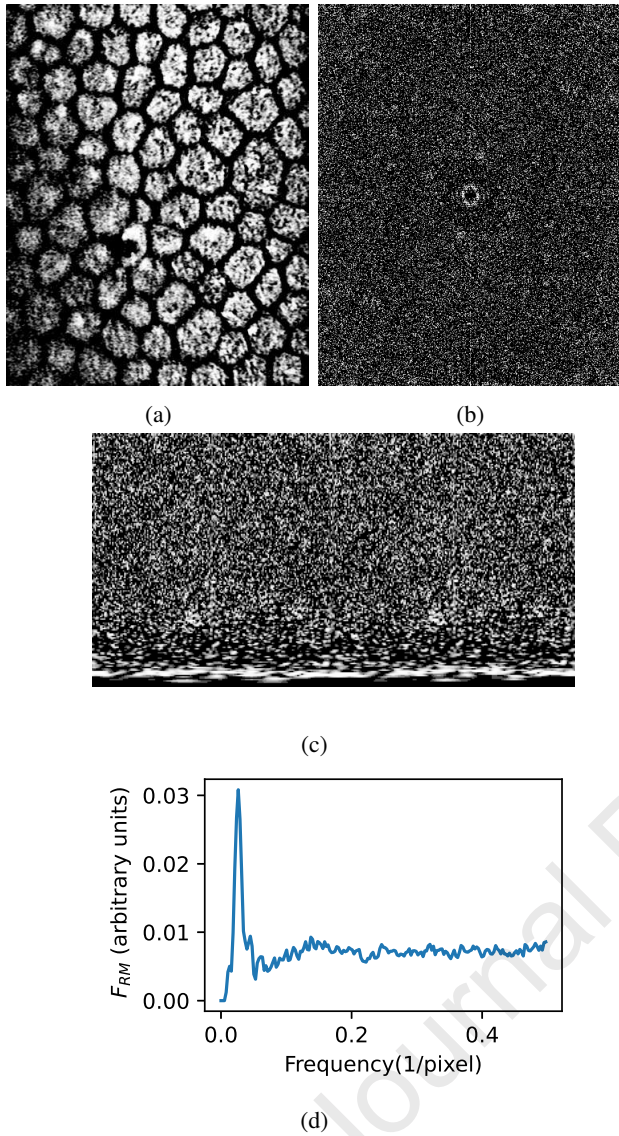 (a)
(b)
(c)
0.03
0.02
0.01
0.00
F_RM (arbitrary units)
0.0
0.2
0.4
Frequency(1/pixel)
(d)
Journal